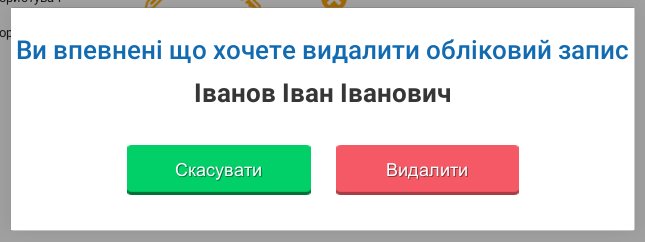 Ви впевнені що хочете видалити обліковий запис
Іванов Іван Іванович
Скасувати
Видалити